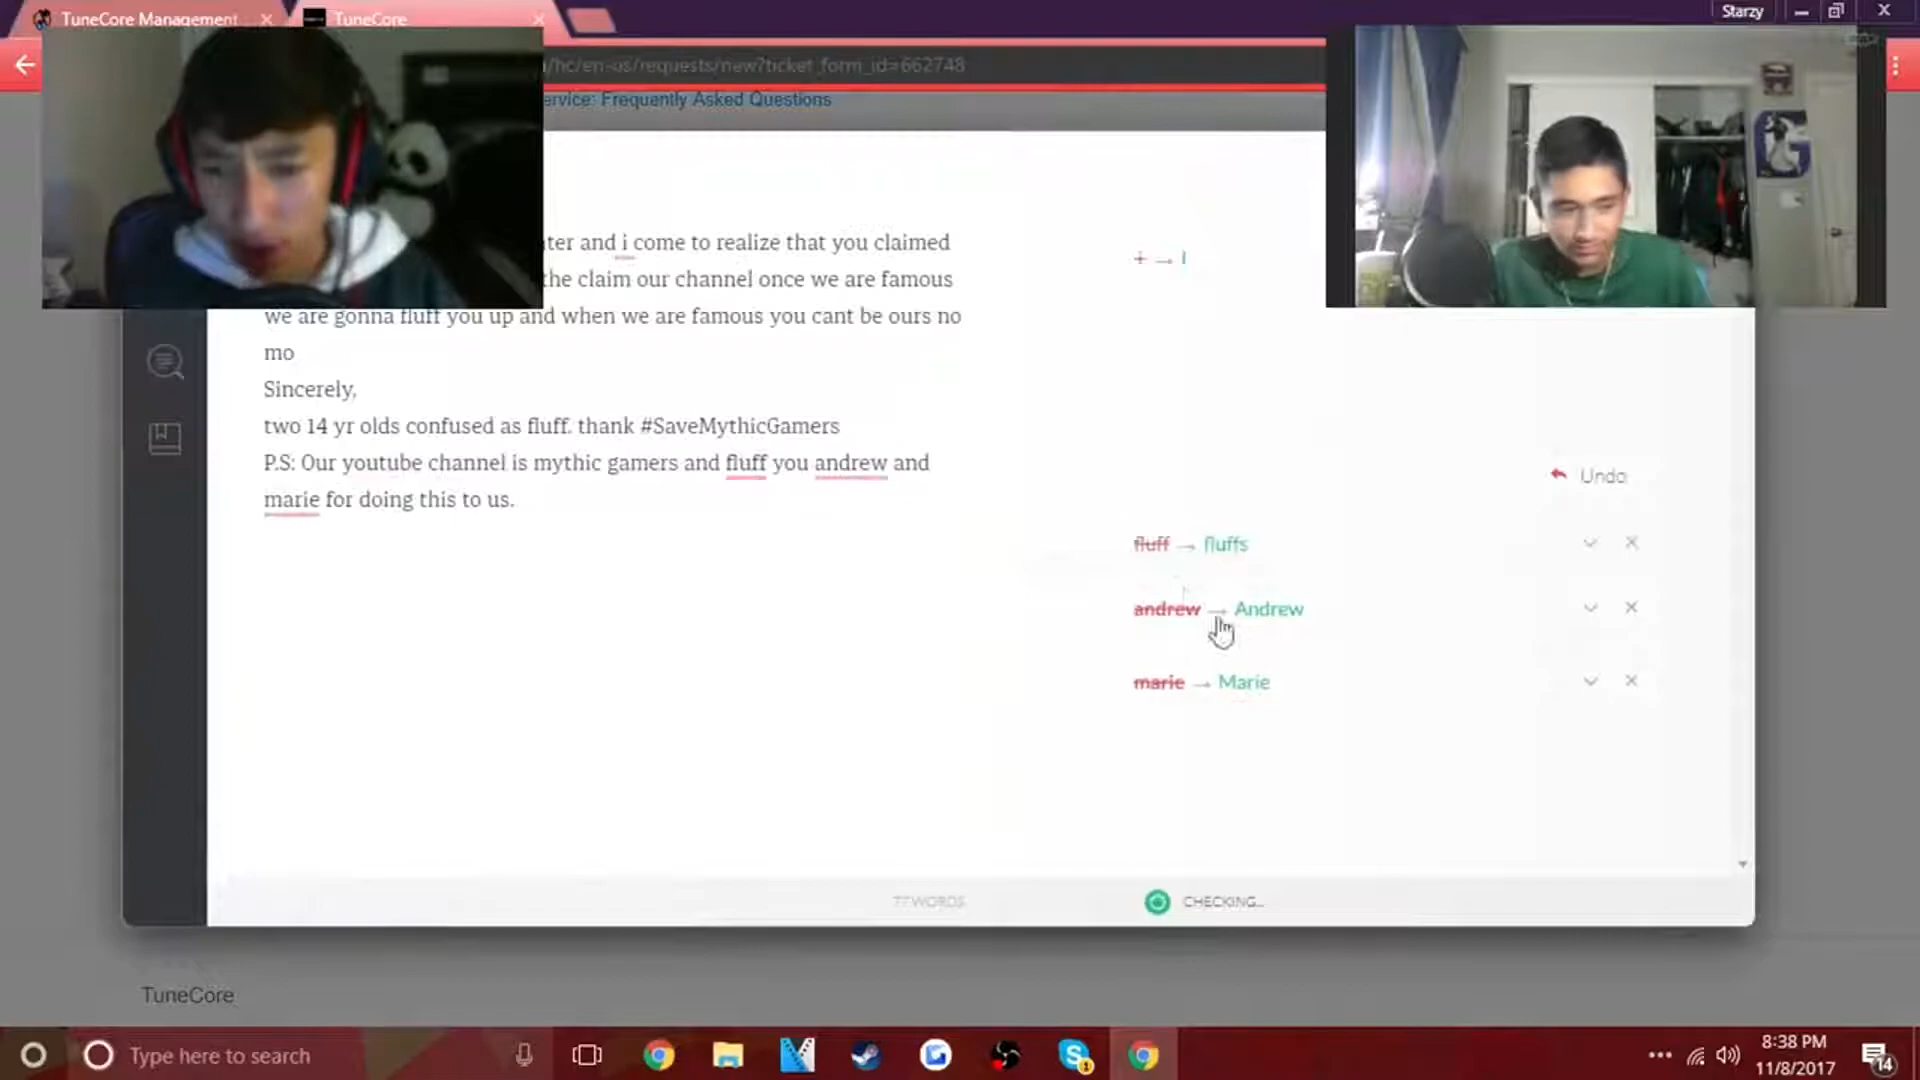 TuneCore Management
TuneCore
Starzy
/hc/en-us/requests/new?ticket_form_id=662748
ervice: Frequently Asked Questions
ter and i come to realize that you claimed
the claim our channel once we are famous
we are gonna fluff you up and when we are famous you cant be ours no
mo
Sincerely,
two 14 yr olds confused as fluff. thank #SaveMythicGamers
P.S: Our youtube channel is mythic gamers and fluff you andrew and
marie for doing this to us.
i → I
Undo
fluff → fluffs
andrew → Andrew
marie → Marie
77 WORDS
CHECKING...
TuneCore
Type here to search
8:38 PM
11/8/2017
14